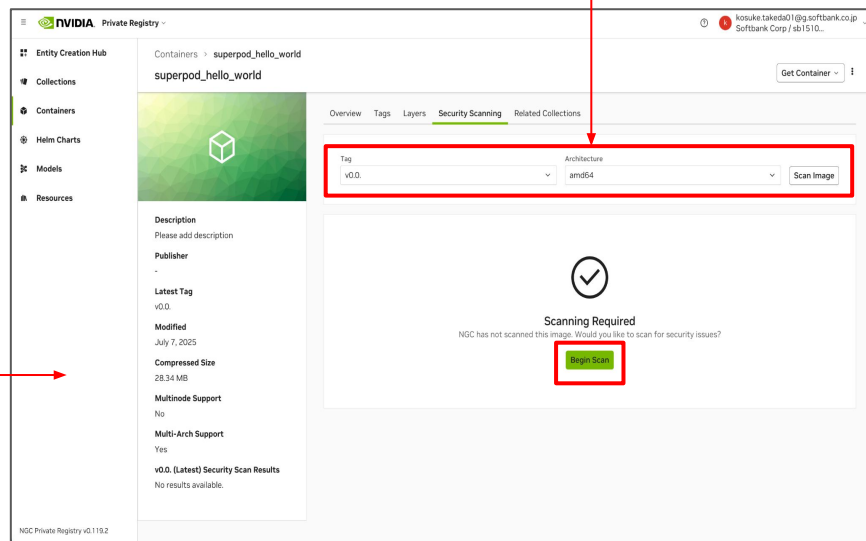 NVIDIA. Private Registry
kosuke.takeda01@g.softbank.co.jp
k
Softbank Corp / sb1510...
Entity Creation Hub
Collections
Containers
Helm Charts
Models
Resources
NGC Private Registry v0.119.2
Containers > superpod_hello_world
superpod_hello_world
Get Container
Description
Please add description
Publisher
-
Latest Tag
v0.0.
Modified
July 7, 2025
Compressed Size
28.34 MB
Multinode Support
No
Multi-Arch Support
Yes
v0.0. (Latest) Security Scan Results
No results available.
Overview Tags Layers Security Scanning Related Collections
Tag Architecture
v0.0. amd64 Scan Image
Scanning Required
NGC has not scanned this image. Would you like to scan for security issues?
Begin Scan